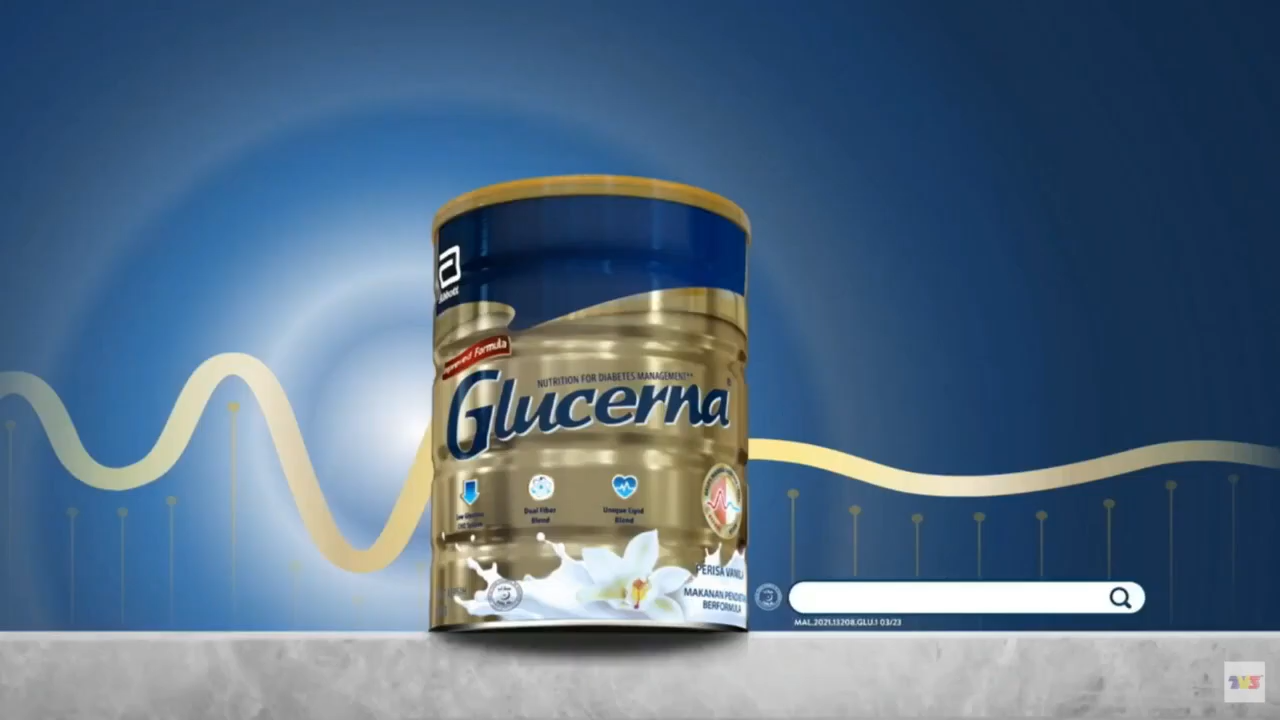 Abbott
Improved Formula
NUTRITION FOR DIABETES MANAGEMENT**
Glucerna®
Dual Fiber
Blend
Unique Lipid
Blend
PERISA VANILA
MAKANAN
BERFORMULA
MAL.2021.13208.GLU.1 03/23